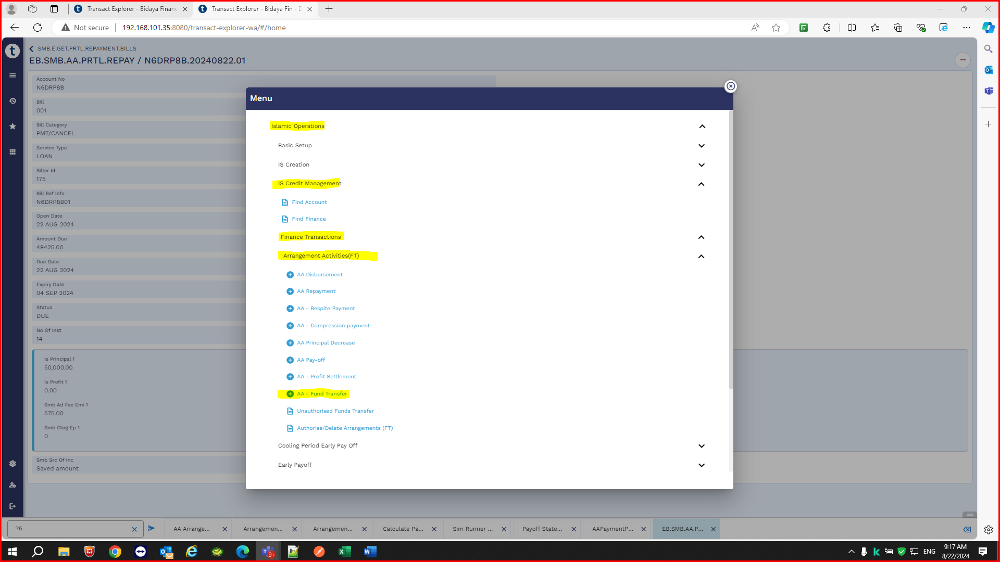 Transact Explorer - Bidaya Financ
Transact Explorer - Bidaya Fin - D
Not secure
192.168.101.35:8080/transact-explorer-wa/#/home
SMB.E.GET.PRTL.REPAYMENT.BILLS
EB.SMB.AA.PRTL.REPAY / N6DRP8B.20240822.01
Account No
N6DRP8B
Bill
001
Bill Category
PMT/CANCEL
Service Type
LOAN
Biller Id
175
Bill Ref Info
N6DRP8B01
Open Date
22 AUG 2024
Amount Due
49425.00
Due Date
22 AUG 2024
Expiry Date
04 SEP 2024
Status
DUE
No Of Inst
14
Is Principal 1
50,000.00
Is Profit 1
0.00
Smb Ad Fee Emi 1
575.00
Smb Chrg Ep 1
0
Smb Src Of Inc
Saved amount
Menu
Islamic Operations
Basic Setup
IS Creation
IS Credit Management
Find Account
Find Finance
Finance Transactions
Arrangement Activities(FT)
AA Disbursement
AA Repayment
AA - Respite Payment
AA - Compression payment
AA Principal Decrease
AA Pay-off
AA - Profit Settlement
AA - Fund Transfer
Unauthorised Funds Transfer
Authorise/Delete Arrangements (FT)
Cooling Period Early Pay Off
Early Payoff
?6
AA Arrange...
Arrangemen...
Arrangemen...
Calculate Pa...
Sim Runner ...
Payoff State...
AAPaymentP...
EB.SMB.AA.P...
9+
ENG
9:17 AM
8/22/2024